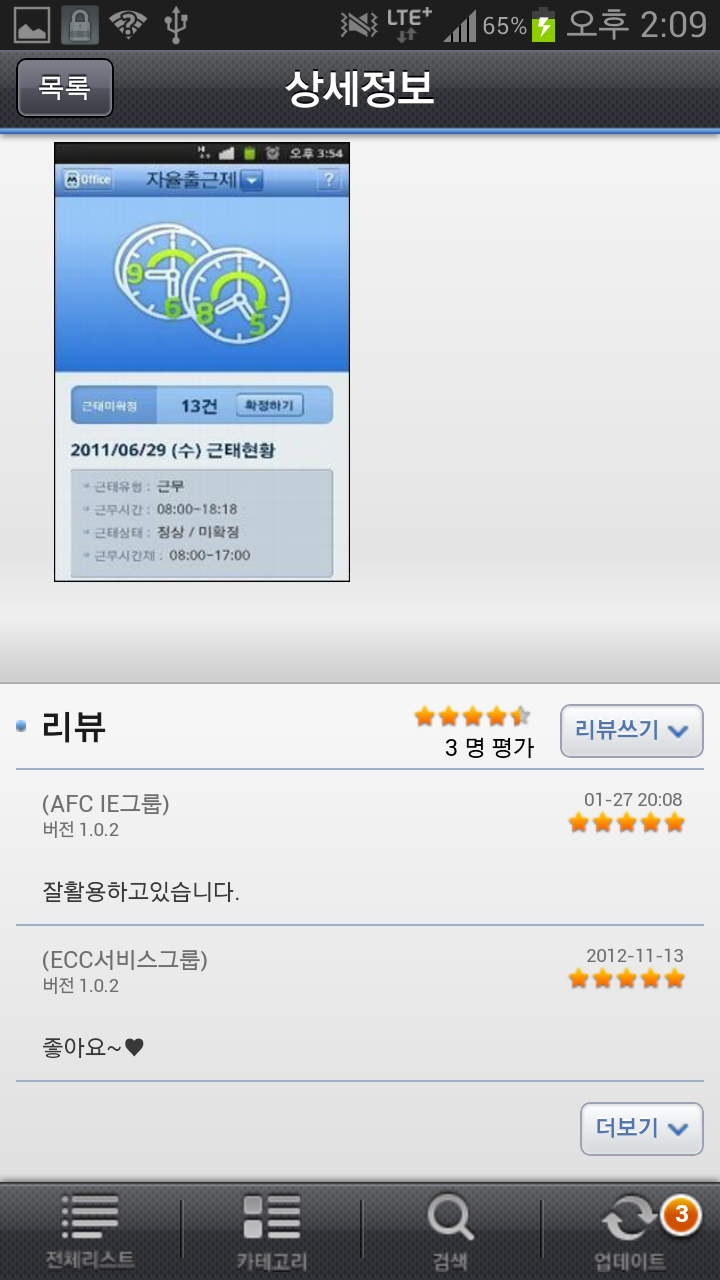 LTE+ 65% 오후 2:09
목록 상세정보
오후 3:54
Office 자율출근제 ?
9 6 8 5
근태미확정 13건 확정하기
2011/06/29 (수) 근태현황
근태유형 : 근무
근무시간 : 08:00~18:18
근태상태 : 정상 / 미확정
근무시간제 : 08:00~17:00
리뷰 3 명 평가 리뷰쓰기
(AFC IE그룹) 01-27 20:08
버전 1.0.2
잘활용하고있습니다.
(ECC서비스그룹) 2012-11-13
버전 1.0.2
좋아요~♥
더보기
3
전체리스트 카테고리 검색 업데이트